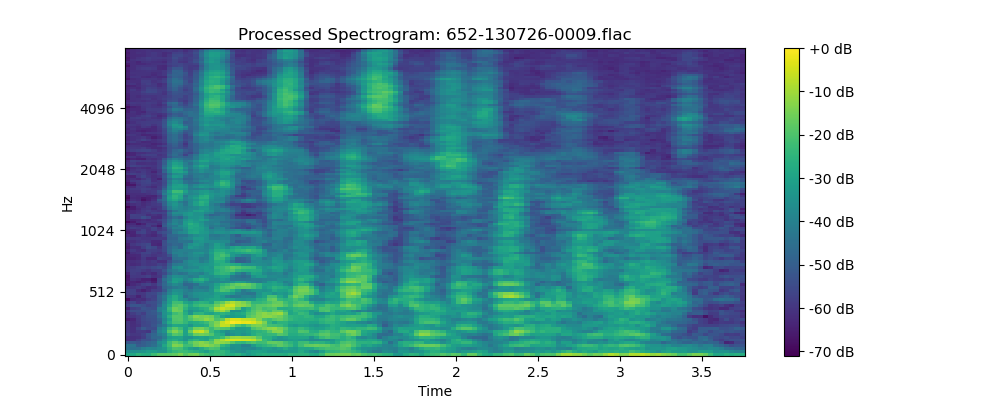 Processed Spectrogram: 652-130726-0009.flac
Hz
4096
2048
1024
512
0
0 0.5 1 1.5 2 2.5 3 3.5
Time
+0 dB
-10 dB
-20 dB
-30 dB
-40 dB
-50 dB
-60 dB
-70 dB